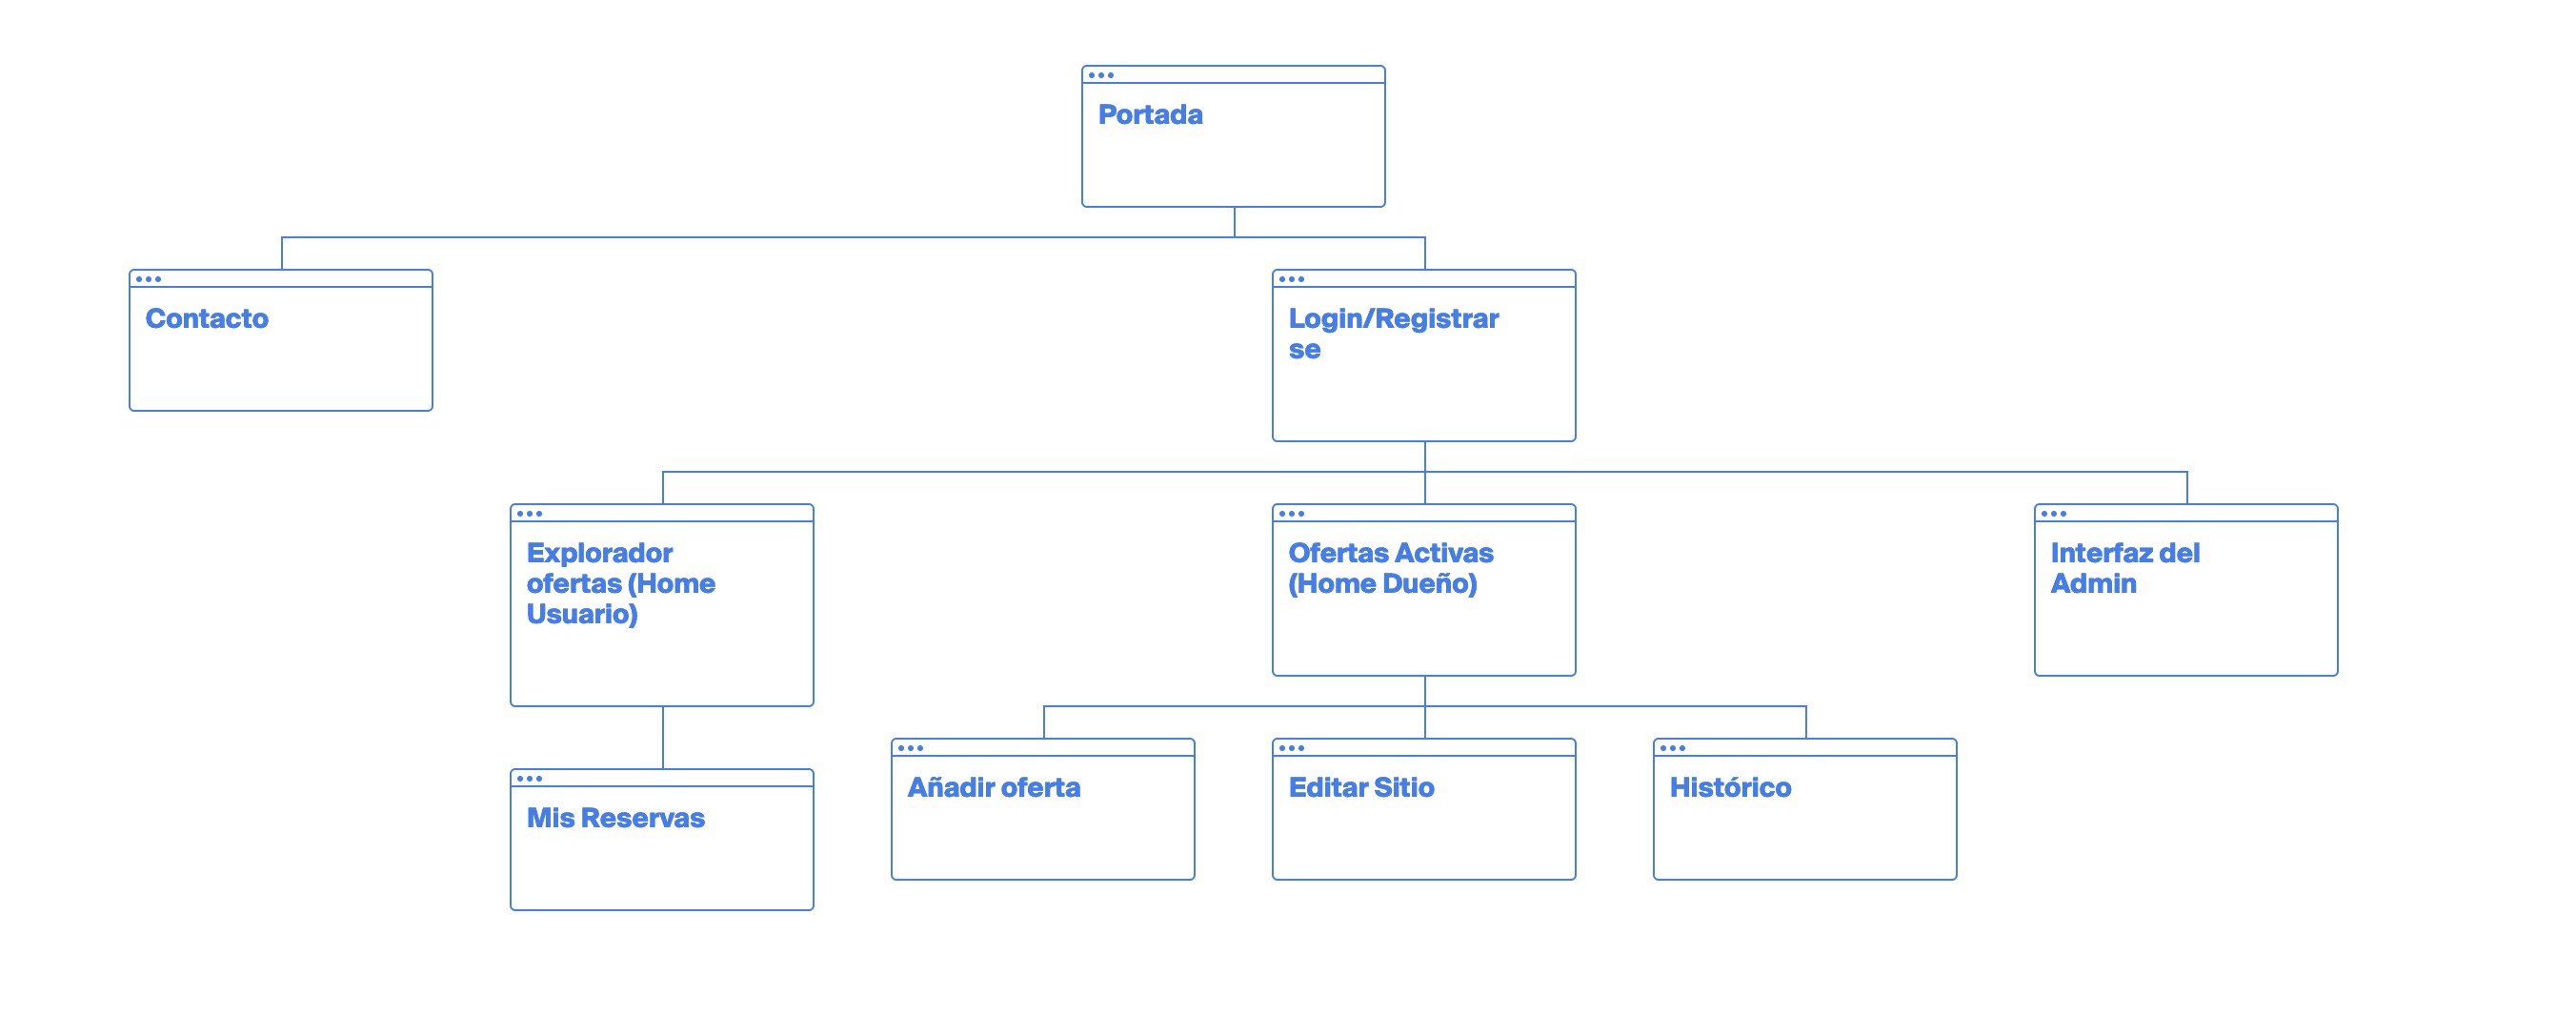 Portada
Contacto
Login/Registrar
se
Explorador
ofertas (Home
Usuario)
Ofertas Activas
(Home Dueño)
Interfaz del
Admin
Mis Reservas
Añadir oferta
Editar Sitio
Histórico